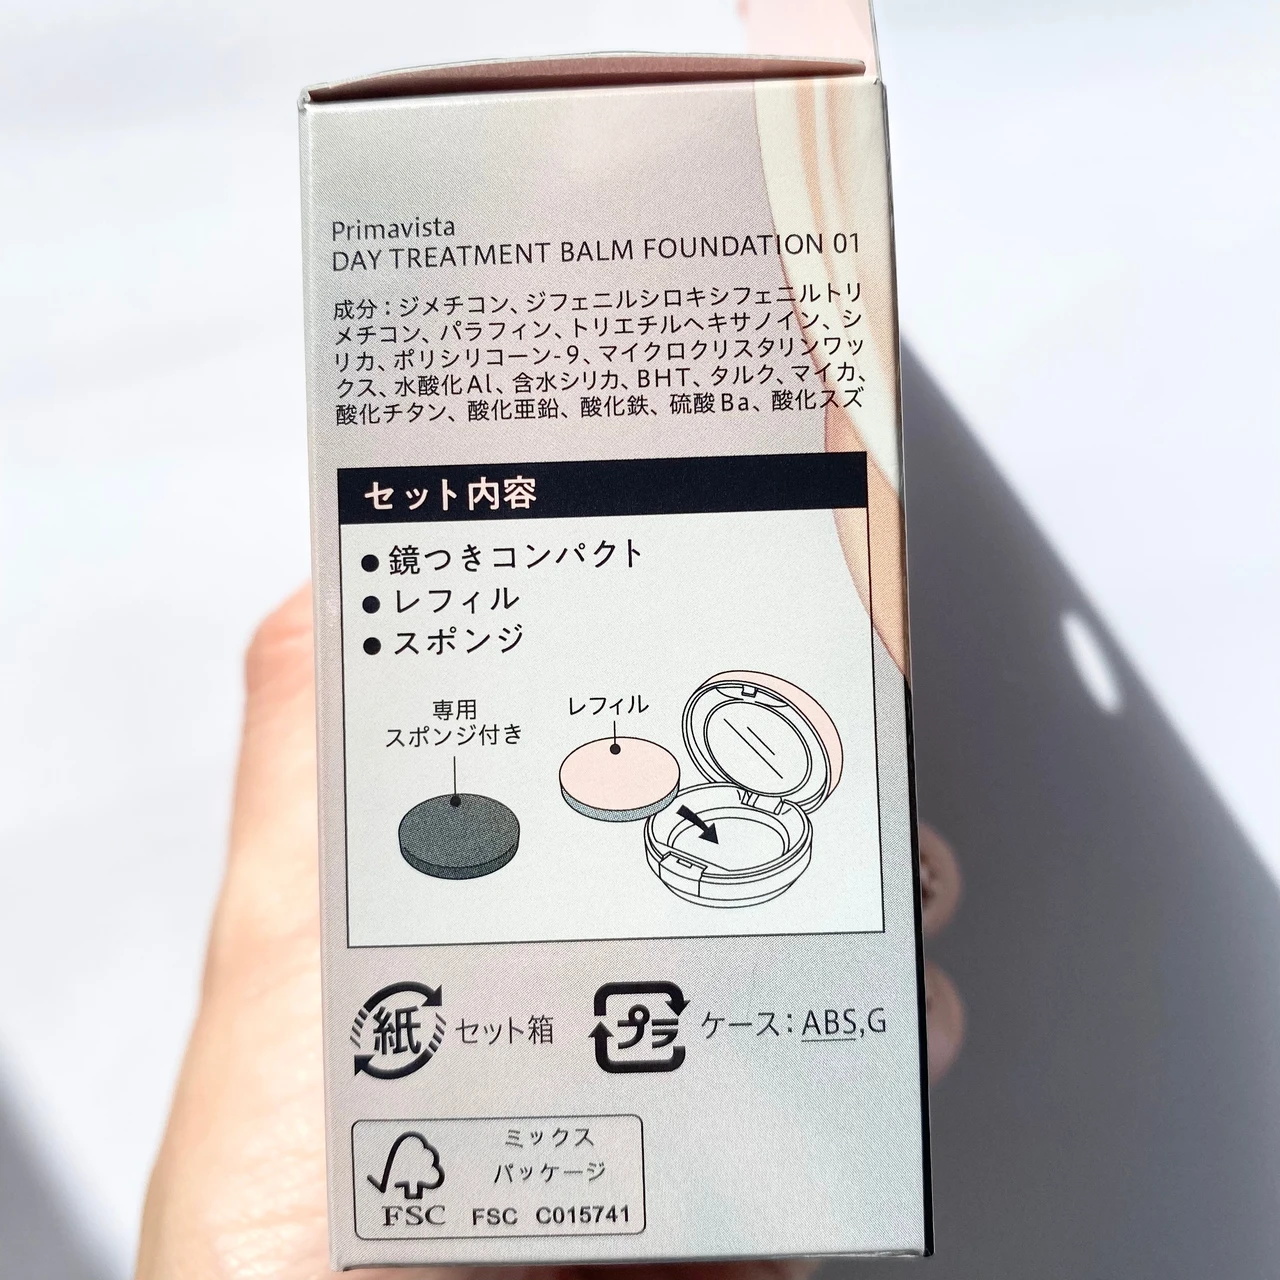 Primavista
DAY TREATMENT BALM FOUNDATION 01
成分：ジメチコン、ジフェニルシロキシフェニルトリ
メチコン、パラフィン、トリエチルヘキサノイン、シ
リカ、ポリシリコーン-9、マイクロクリスタリンワッ
クス、水酸化Al、含水シリカ、BHT、タルク、マイカ、
酸化チタン、酸化亜鉛、酸化鉄、硫酸Ba、酸化スズ
セット内容
●鏡つきコンパクト
●レフィル
●スポンジ
専用
スポンジ付き
レフィル
紙 セット箱
プラ ケース：ABS,G
ミックス
パッケージ
FSC FSC C015741